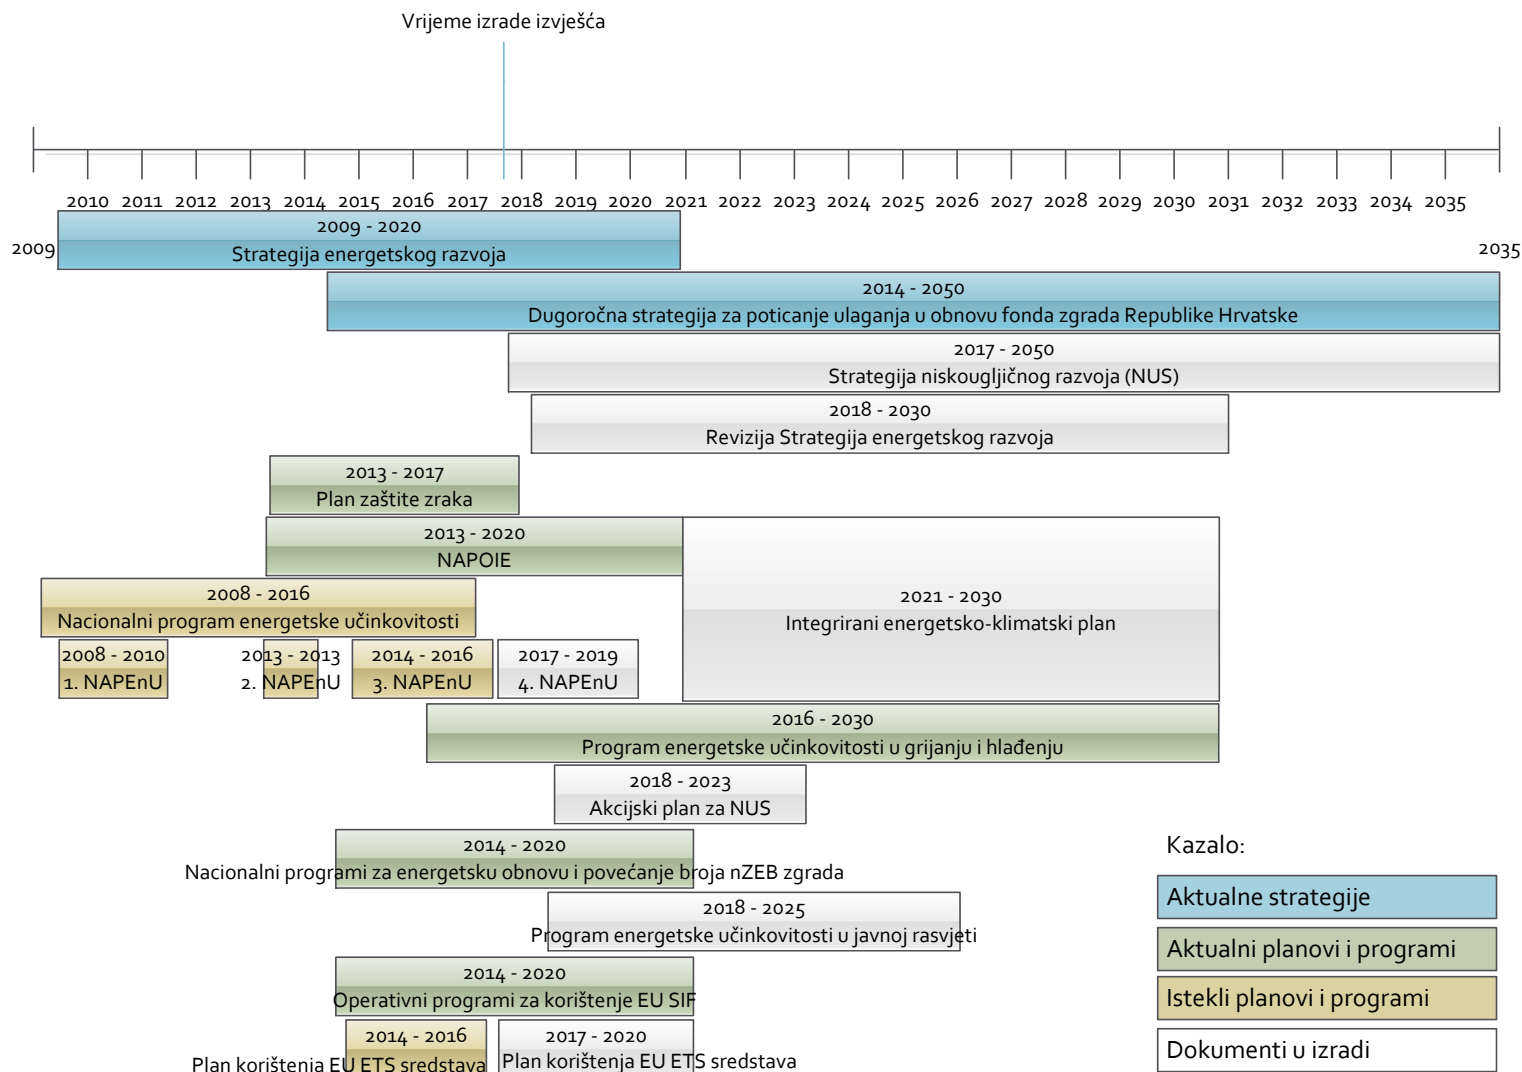 Vrijeme izrade izvješća
2010 2011 2012 2013 2014 2015 2016 2017 2018 2019 2020 2021 2022 2023 2024 2025 2026 2027 2028 2029 2030 2031 2032 2033 2034 2035
2009
2035
2009 - 2020
Strategija energetskog razvoja
2014 - 2050
Dugoročna strategija za poticanje ulaganja u obnovu fonda zgrada Republike Hrvatske
2017 - 2050
Strategija niskougljičnog razvoja (NUS)
2018 - 2030
Revizija Strategija energetskog razvoja
2013 - 2017
Plan zaštite zraka
2013 - 2020
NAPOIE
2021 - 2030
Integrirani energetsko-klimatski plan
2008 - 2016
Nacionalni program energetske učinkovitosti
2008 - 2010
1. NAPEnU
2013 - 2013
2. NAPEnU
2014 - 2016
3. NAPEnU
2017 - 2019
4. NAPEnU
2016 - 2030
Program energetske učinkovitosti u grijanju i hlađenju
2018 - 2023
Akcijski plan za NUS
2014 - 2020
Nacionalni programi za energetsku obnovu i povećanje broja nZEB zgrada
2018 - 2025
Program energetske učinkovitosti u javnoj rasvjeti
2014 - 2020
Operativni programi za korištenje EU SIF
2014 - 2016
Plan korištenja EU ETS sredstava
2017 - 2020
Plan korištenja EU ETS sredstava
Kazalo:
Aktualne strategije
Aktualni planovi i programi
Istekli planovi i programi
Dokumenti u izradi